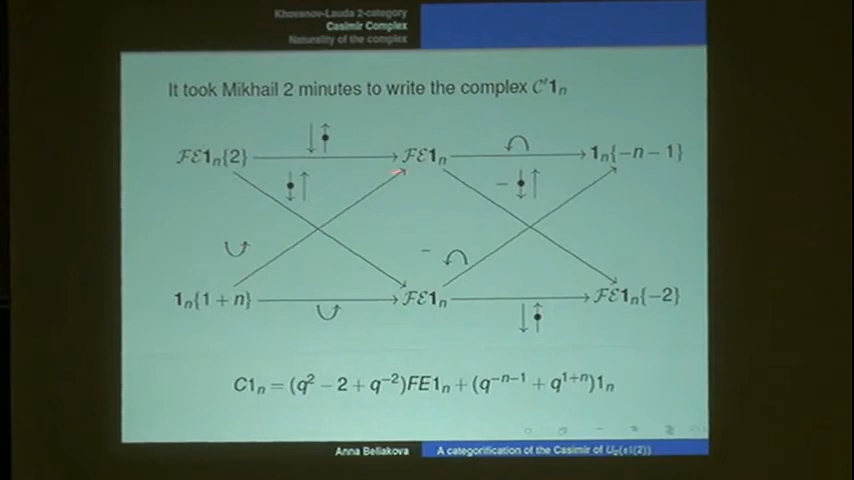 Khovanov-Lauda 2-category
Casimir Complex
Naturality of the complex
It took Mikhail 2 minutes to write the complex 𝒞′𝟏ₙ
ℱℰ𝟏ₙ{2} ℱℰ𝟏ₙ 𝟏ₙ{−n − 1}
−
−
𝟏ₙ{1 + n} ℱℰ𝟏ₙ ℱℰ𝟏ₙ{−2}
C1ₙ = (q² − 2 + q⁻²)FE1ₙ + (q⁻ⁿ⁻¹ + q¹⁺ⁿ)1ₙ
Anna Beliakova A categorification of the Casimir of U_q(sl(2))